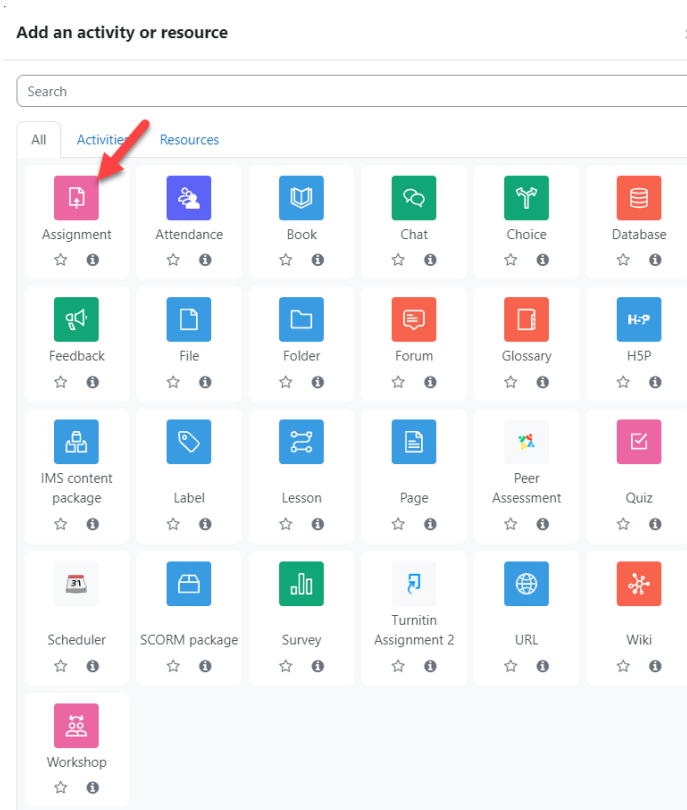 Add an activity or resource
Search
All Activities Resources
Assignment Attendance Book Chat Choice Database
H-P
Feedback File Folder Forum Glossary H5P
IMS content package Label Lesson Page Peer Assessment Quiz
31
Scheduler SCORM package Survey Turnitin Assignment 2 URL Wiki
Workshop